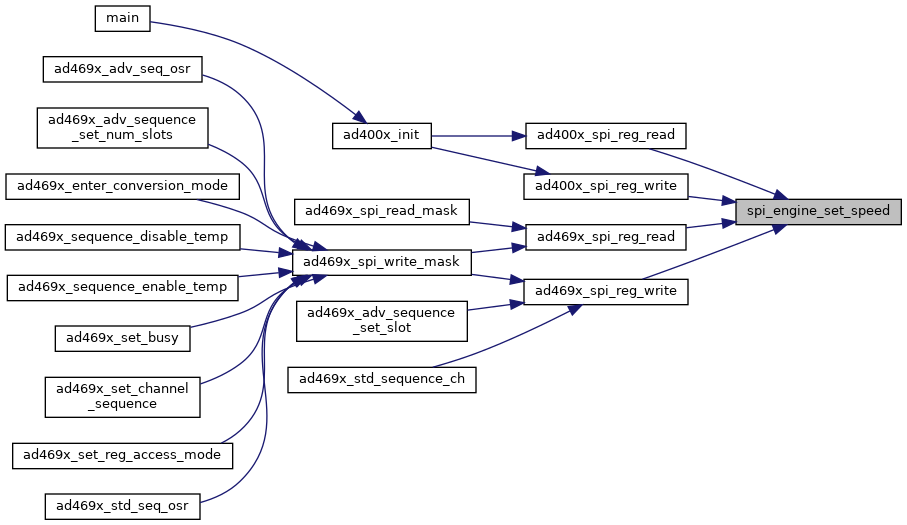 main
ad469x_adv_seq_osr
ad469x_adv_sequence
_set_num_slots
ad400x_init
ad400x_spi_reg_read
ad469x_enter_conversion_mode
ad400x_spi_reg_write
ad469x_spi_read_mask
spi_engine_set_speed
ad469x_sequence_disable_temp
ad469x_spi_reg_read
ad469x_spi_write_mask
ad469x_sequence_enable_temp
ad469x_spi_reg_write
ad469x_adv_sequence
_set_slot
ad469x_set_busy
ad469x_std_sequence_ch
ad469x_set_channel
_sequence
ad469x_set_reg_access_mode
ad469x_std_seq_osr